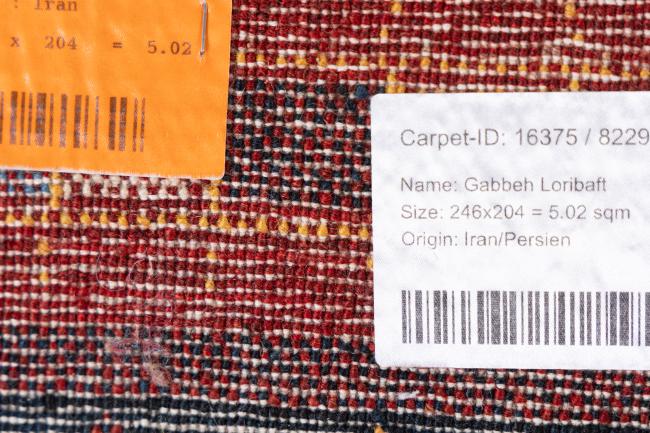 : Iran
x 204 = 5.02
Carpet-ID: 16375 / 8229
Name: Gabbeh Loribaft
Size: 246x204 = 5.02 sqm
Origin: Iran/Persien